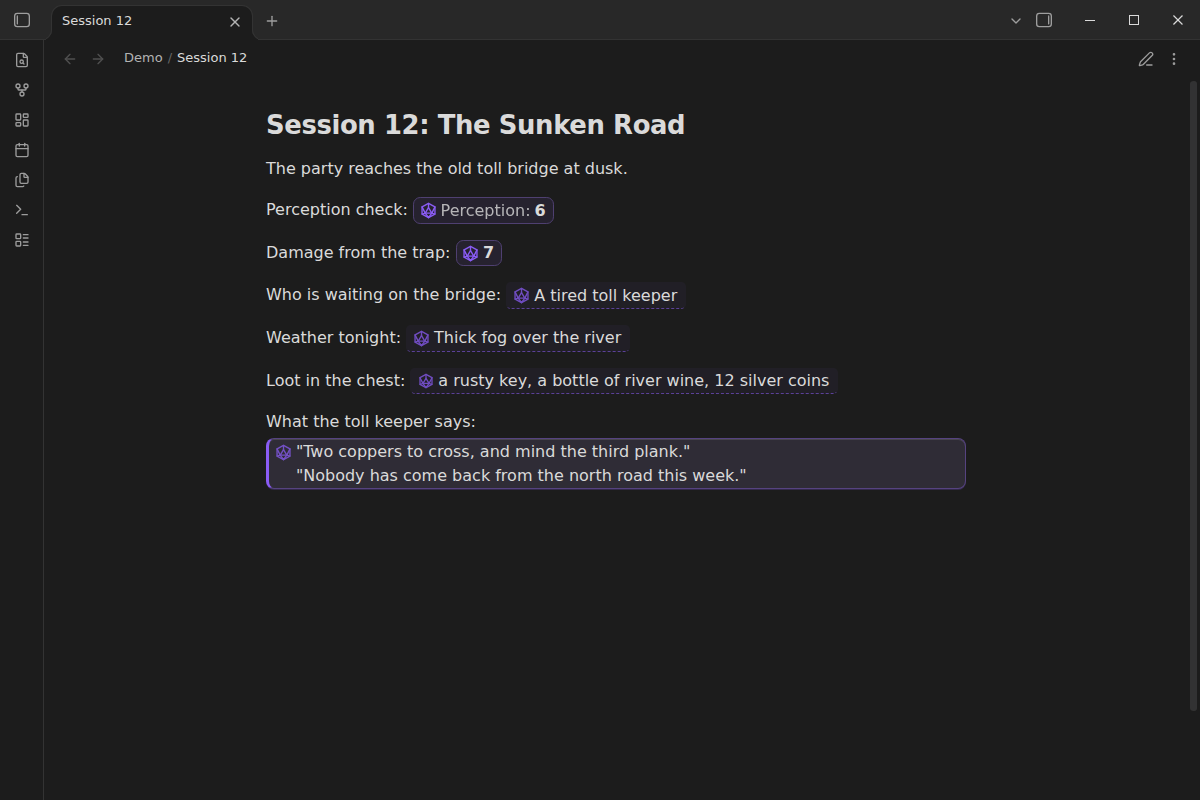 Session 12
Demo / Session 12
Session 12: The Sunken Road
The party reaches the old toll bridge at dusk.
Perception check: Perception: 6
Damage from the trap: 7
Who is waiting on the bridge: A tired toll keeper
Weather tonight: Thick fog over the river
Loot in the chest: a rusty key, a bottle of river wine, 12 silver coins
What the toll keeper says:
"Two coppers to cross, and mind the third plank."
"Nobody has come back from the north road this week."